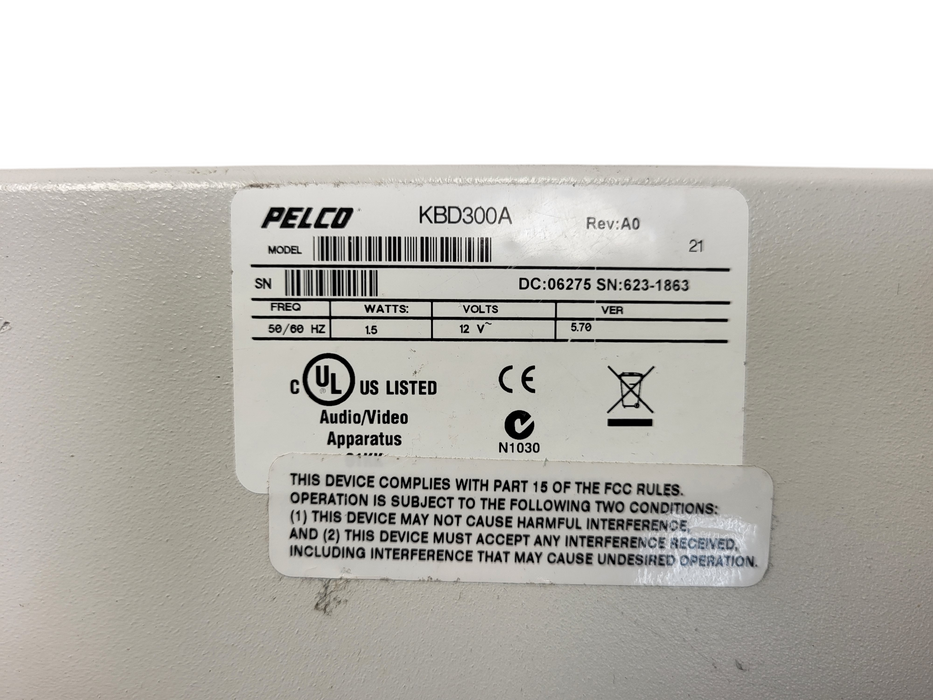 PELCO KBD300A Rev:A0
MODEL 21
SN DC:06275 SN:623-1863
FREQ WATTS: VOLTS VER
50/60 HZ 1.5 12 V~ 5.70
C UL US LISTED CE
Audio/Video
Apparatus
N1030
THIS DEVICE COMPLIES WITH PART 15 OF THE FCC RULES.
OPERATION IS SUBJECT TO THE FOLLOWING TWO CONDITIONS:
(1) THIS DEVICE MAY NOT CAUSE HARMFUL INTERFERENCE,
AND (2) THIS DEVICE MUST ACCEPT ANY INTERFERENCE RECEIVED,
INCLUDING INTERFERENCE THAT MAY CAUSE UNDESIRED OPERATION.